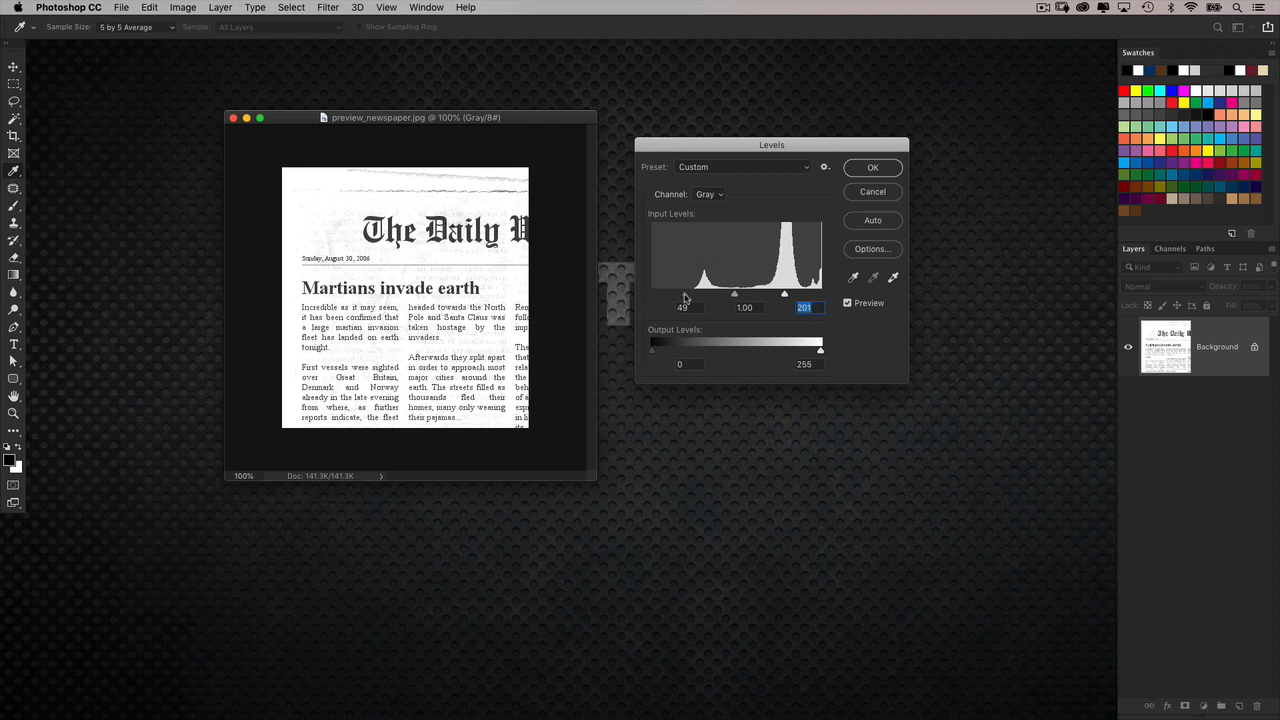 Photoshop CC File Edit Image Layer Type Select Filter 3D View Window Help
Sample Size: 5 by 5 Average Sample: All Layers Show Sampling Ring
preview_newspaper.jpg @ 100% (Gray/8#)
The Daily
Sunday, August 30, 2006
Martians invade earth
Incredible as it may seem,
it has been confirmed that
a large martian invasion
fleet has landed on earth
tonight.
First vessels were sighted
over Great Britain,
Denmark and Norway
already in the late evening
from where, as further
reports indicate, the fleet
headed towards the North
Pole and Santa Claus was
taken hostage by the
invaders.
Afterwards they split apart
in order to approach most
major cities around the
earth. The streets filled as
thousands fled their
homes, many only wearing
their pajamas...
100% Doc: 141.3K/141.3K
Levels
Preset: Custom
Channel: Gray
Input Levels:
49 1.00 201
Output Levels:
0 255
OK
Cancel
Auto
Options...
Preview
Swatches
Layers Channels Paths
Kind
Normal Opacity: 100%
Lock: Fill: 100%
Background